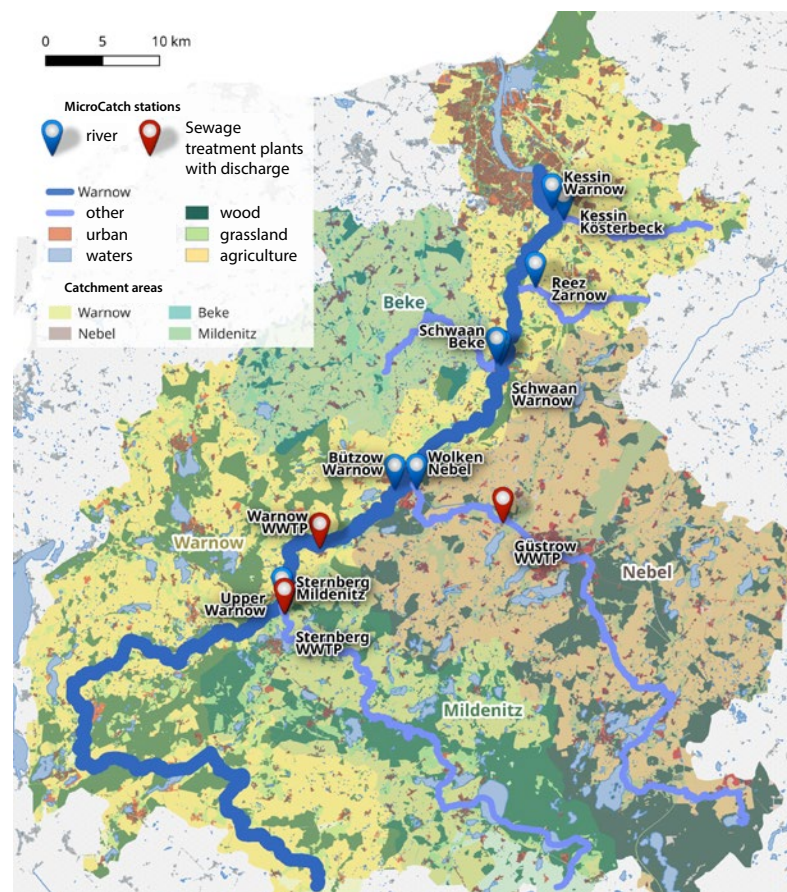 0 5 10 km
MicroCatch stations
river
Sewage
treatment plants
with discharge
Warnow
other
urban
waters
wood
grassland
agriculture
Catchment areas
Warnow
Nebel
Beke
Mildenitz
Kessin
Warnow
Kessin
Kösterbeck
Reez
Zarnow
Beke
Schwaan
Beke
Schwaan
Warnow
Bützow
Warnow
Wolken
Nebel
Warnow
WWTP
Warnow
Güstrow
WWTP
Nebel
Upper
Warnow
Sternberg
Mildenitz
Sternberg
WWTP
Mildenitz